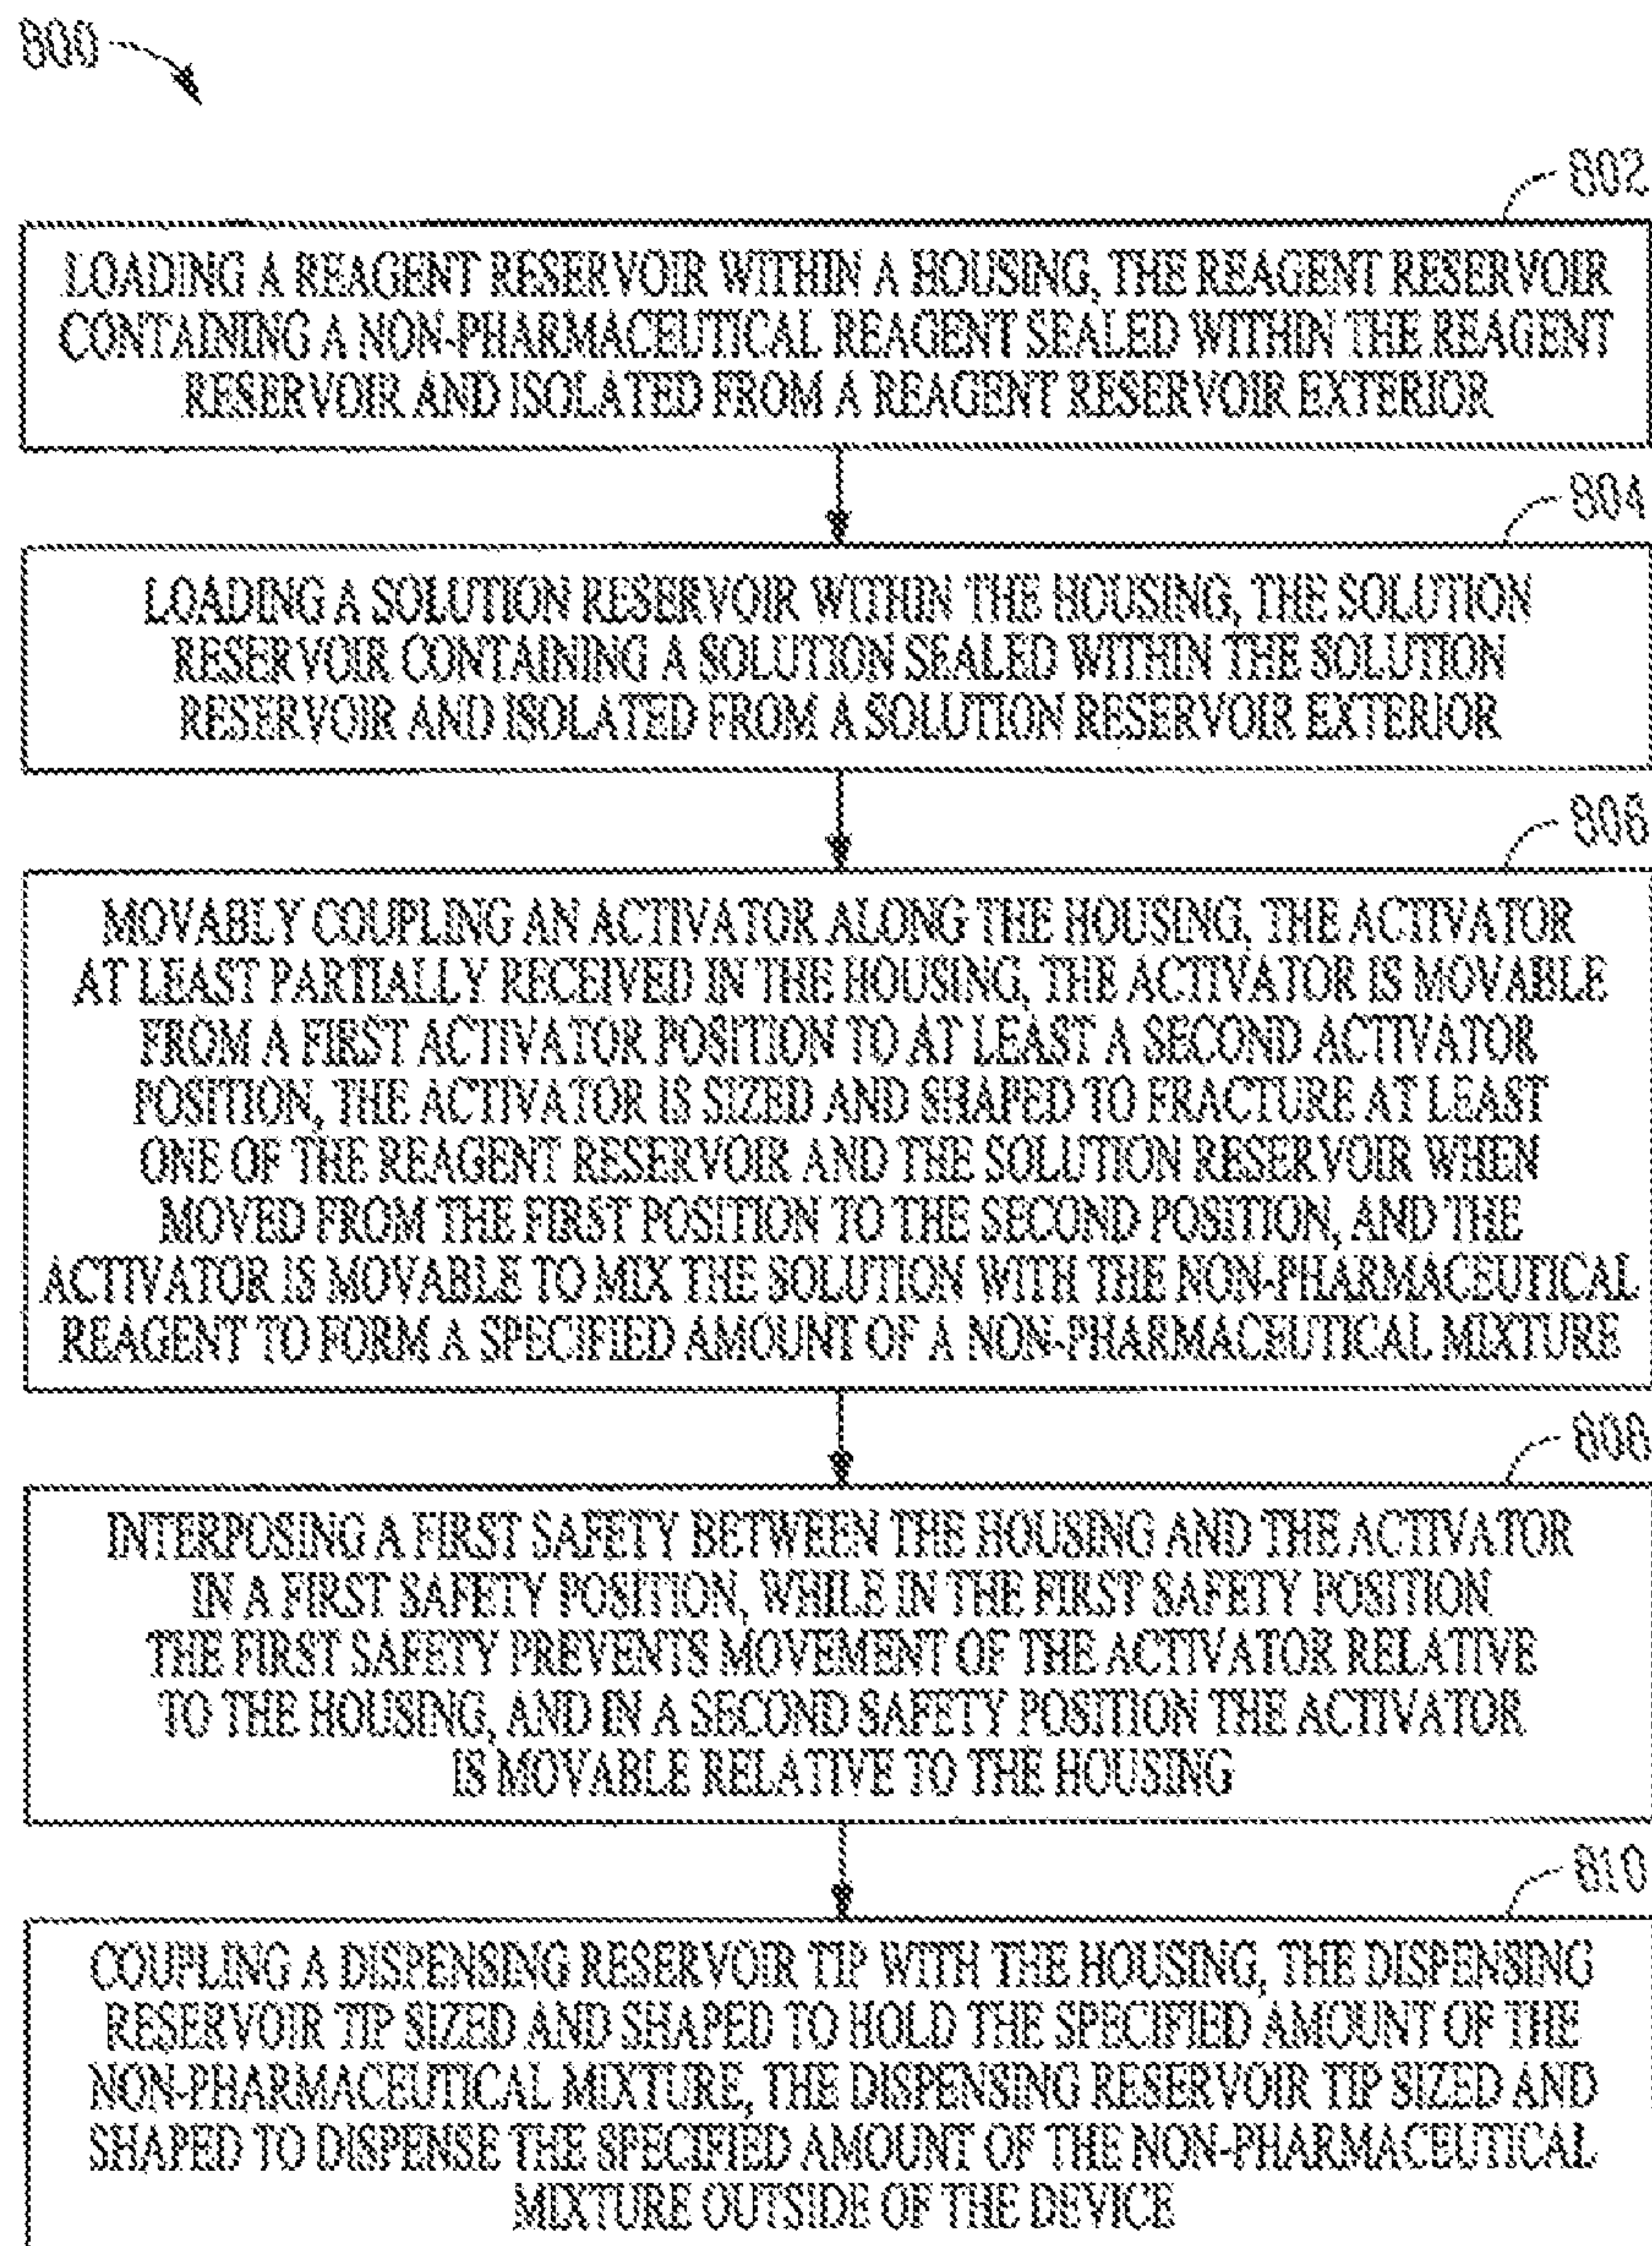 800
802
LOADING A REAGENT RESERVOIR WITHIN A HOUSING, THE REAGENT RESERVOIR
CONTAINING A NON-PHARMACEUTICAL REAGENT SEALED WITHIN THE REAGENT
RESERVOIR AND ISOLATED FROM A REAGENT RESERVOIR EXTERIOR
804
LOADING A SOLUTION RESERVOIR WITHIN THE HOUSING, THE SOLUTION
RESERVOIR CONTAINING A SOLUTION SEALED WITHIN THE SOLUTION
RESERVOIR AND ISOLATED FROM A SOLUTION RESERVOIR EXTERIOR
806
MOVABLY COUPLING AN ACTIVATOR ALONG THE HOUSING, THE ACTIVATOR
AT LEAST PARTIALLY RECEIVED IN THE HOUSING, THE ACTIVATOR IS MOVABLE
FROM A FIRST ACTIVATOR POSITION TO AT LEAST A SECOND ACTIVATOR
POSITION, THE ACTIVATOR IS SIZED AND SHAPED TO FRACTURE AT LEAST
ONE OF THE REAGENT RESERVOIR AND THE SOLUTION RESERVOIR WHEN
MOVED FROM THE FIRST POSITION TO THE SECOND POSITION, AND THE
ACTIVATOR IS MOVABLE TO MIX THE SOLUTION WITH THE NON-PHARMACEUTICAL
REAGENT TO FORM A SPECIFIED AMOUNT OF A NON-PHARMACEUTICAL MIXTURE
808
INTERPOSING A FIRST SAFETY BETWEEN THE HOUSING AND THE ACTIVATOR
IN A FIRST SAFETY POSITION, WHILE IN THE FIRST SAFETY POSITION
THE FIRST SAFETY PREVENTS MOVEMENT OF THE ACTIVATOR RELATIVE
TO THE HOUSING, AND IN A SECOND SAFETY POSITION THE ACTIVATOR
IS MOVABLE RELATIVE TO THE HOUSING
810
COUPLING A DISPENSING RESERVOIR TIP WITH THE HOUSING, THE DISPENSING
RESERVOIR TIP SIZED AND SHAPED TO HOLD THE SPECIFIED AMOUNT OF THE
NON-PHARMACEUTICAL MIXTURE, THE DISPENSING RESERVOIR TIP SIZED AND
SHAPED TO DISPENSE THE SPECIFIED AMOUNT OF THE NON-PHARMACEUTICAL
MIXTURE OUTSIDE OF THE DEVICE